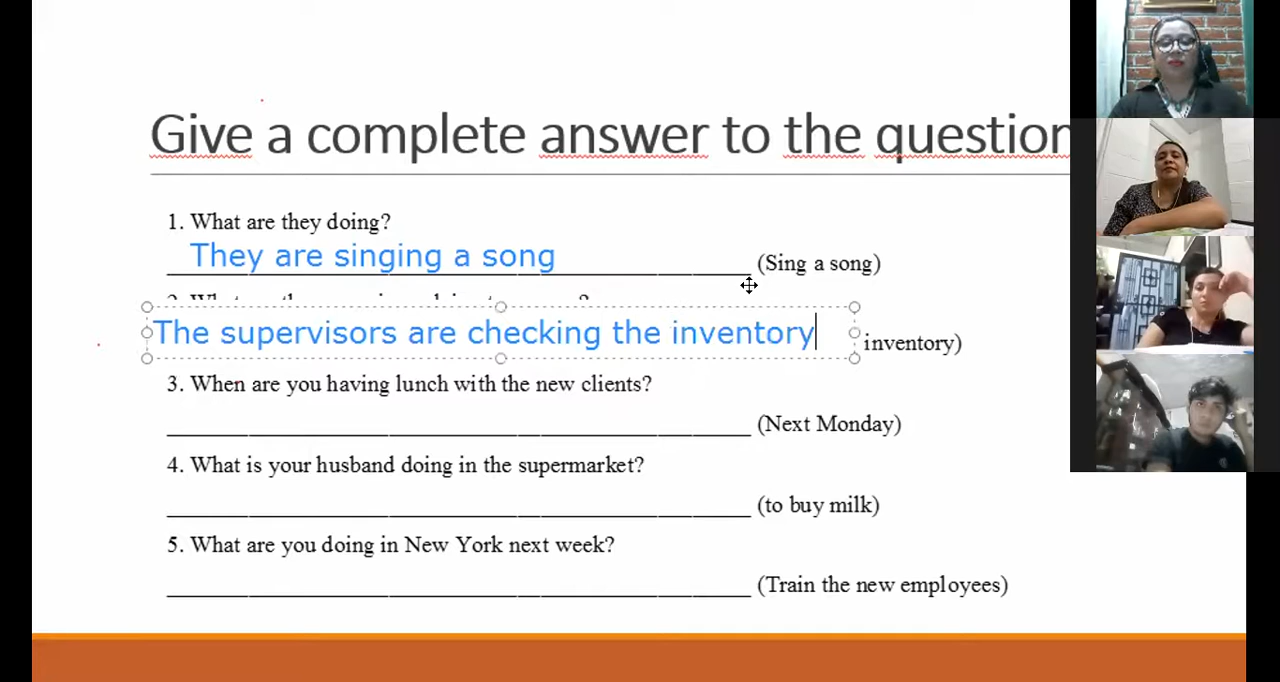 Give a complete answer to the question
1. What are they doing?
They are singing a song (Sing a song)
The supervisors are checking the inventory inventory)
3. When are you having lunch with the new clients?
(Next Monday)
4. What is your husband doing in the supermarket?
(to buy milk)
5. What are you doing in New York next week?
(Train the new employees)